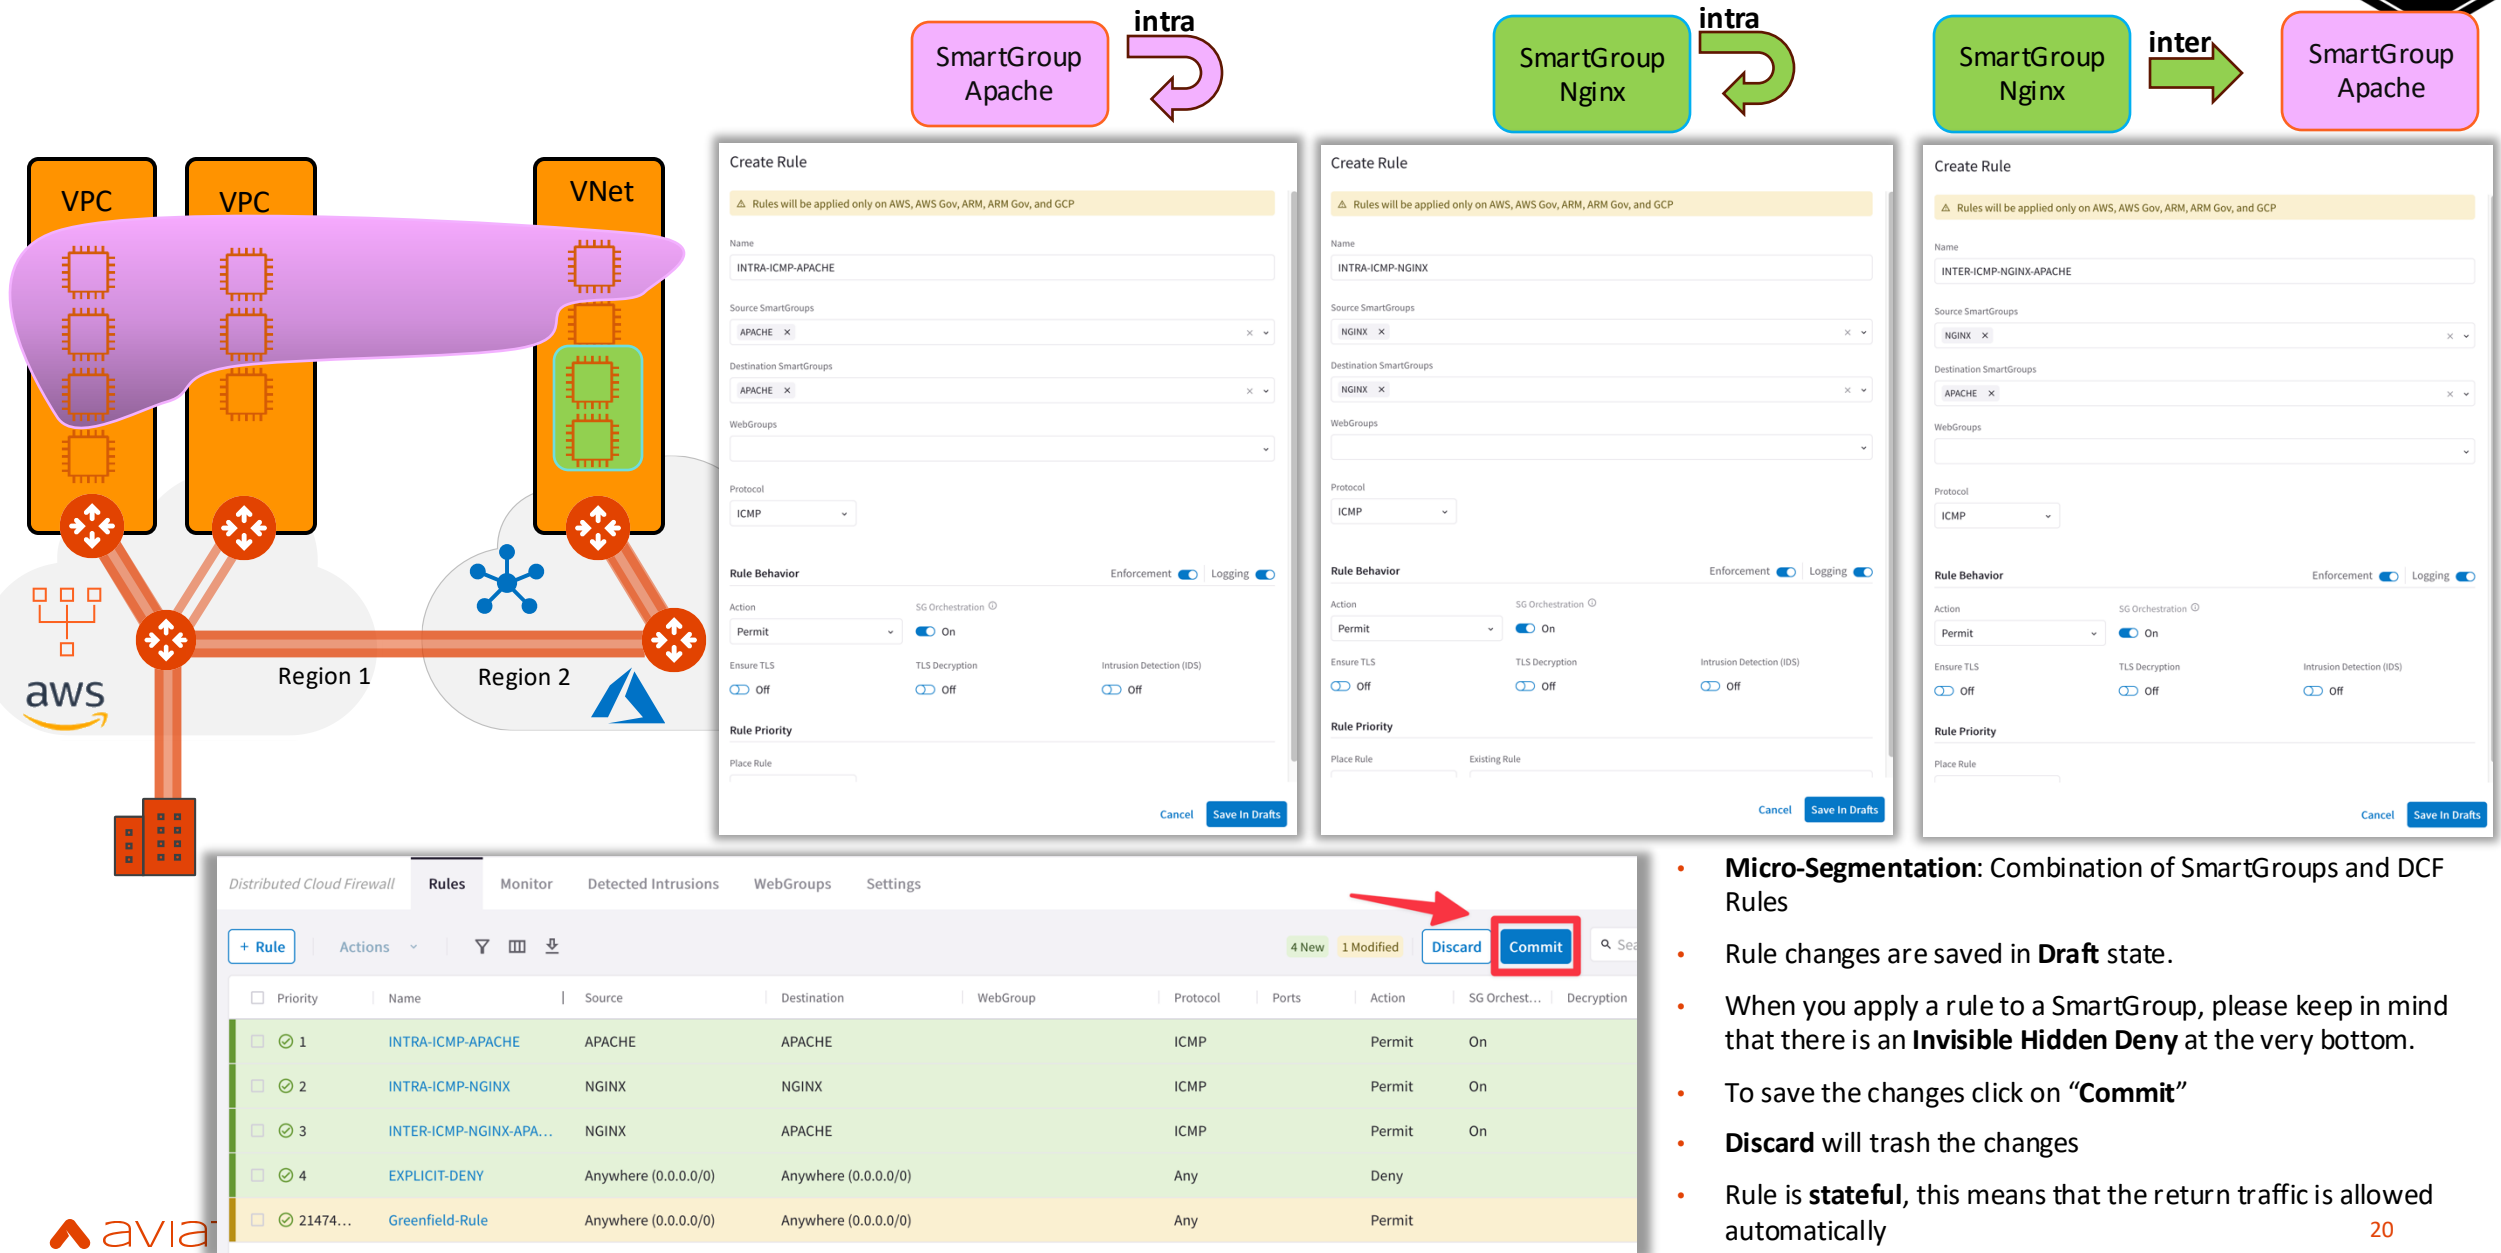 intra
intra
inter
SmartGroup
Apache
SmartGroup
Nginx
SmartGroup
Nginx
SmartGroup
Apache
VPC
VPC
VNet
aws
Region 1
Region 2
Create Rule
Rules will be applied only on AWS, AWS Gov, ARM, ARM Gov, and GCP
Name
INTRA-ICMP-APACHE
Source SmartGroups
APACHE
Destination SmartGroups
APACHE
WebGroups
Protocol
ICMP
Rule Behavior Enforcement Logging
Action SG Orchestration
Permit On
Ensure TLS TLS Decryption Intrusion Detection (IDS)
Off Off Off
Rule Priority
Place Rule
Cancel Save In Drafts
Create Rule
Rules will be applied only on AWS, AWS Gov, ARM, ARM Gov, and GCP
Name
INTRA-ICMP-NGINX
Source SmartGroups
NGINX
Destination SmartGroups
NGINX
WebGroups
Protocol
ICMP
Rule Behavior Enforcement Logging
Action SG Orchestration
Permit On
Ensure TLS TLS Decryption Intrusion Detection (IDS)
Off Off Off
Rule Priority
Place Rule Existing Rule
Cancel Save In Drafts
Create Rule
Rules will be applied only on AWS, AWS Gov, ARM, ARM Gov, and GCP
Name
INTER-ICMP-NGINX-APACHE
Source SmartGroups
NGINX
Destination SmartGroups
APACHE
WebGroups
Protocol
ICMP
Rule Behavior Enforcement Logging
Action SG Orchestration
Permit On
Ensure TLS TLS Decryption Intrusion Detection (IDS)
Off Off Off
Rule Priority
Place Rule
Cancel Save In Drafts
Distributed Cloud Firewall Rules Monitor Detected Intrusions WebGroups Settings
+ Rule Actions 4 New 1 Modified Discard Commit Sea
Priority Name Source Destination WebGroup Protocol Ports Action SG Orchest... Decryption
1 INTRA-ICMP-APACHE APACHE APACHE ICMP Permit On
2 INTRA-ICMP-NGINX NGINX NGINX ICMP Permit On
3 INTER-ICMP-NGINX-APA... NGINX APACHE ICMP Permit On
4 EXPLICIT-DENY Anywhere (0.0.0.0/0) Anywhere (0.0.0.0/0) Any Deny
21474... Greenfield-Rule Anywhere (0.0.0.0/0) Anywhere (0.0.0.0/0) Any Permit
• Micro-Segmentation: Combination of SmartGroups and DCF
Rules
• Rule changes are saved in Draft state.
• When you apply a rule to a SmartGroup, please keep in mind
that there is an Invisible Hidden Deny at the very bottom.
• To save the changes click on “Commit”
• Discard will trash the changes
• Rule is stateful, this means that the return traffic is allowed
automatically
aviat
20